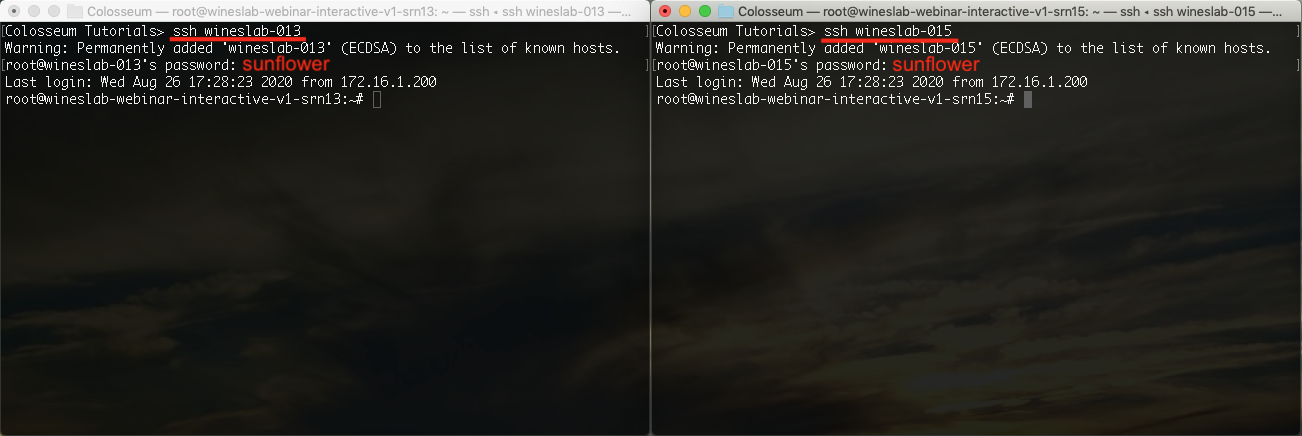 Colosseum — root@wineslab-webinar-interactive-v1-srn13: ~ — ssh • ssh wineslab-013 —...
[Colosseum Tutorials> ssh wineslab-013 ]
Warning: Permanently added 'wineslab-013' (ECDSA) to the list of known hosts.
[root@wineslab-013's password: sunflower ]
Last login: Wed Aug 26 17:28:23 2020 from 172.16.1.200
root@wineslab-webinar-interactive-v1-srn13:~#
Colosseum — root@wineslab-webinar-interactive-v1-srn15: ~ — ssh • ssh wineslab-015 —...
[Colosseum Tutorials> ssh wineslab-015 ]
Warning: Permanently added 'wineslab-015' (ECDSA) to the list of known hosts.
[root@wineslab-015's password: sunflower ]
Last login: Wed Aug 26 17:28:23 2020 from 172.16.1.200
root@wineslab-webinar-interactive-v1-srn15:~#